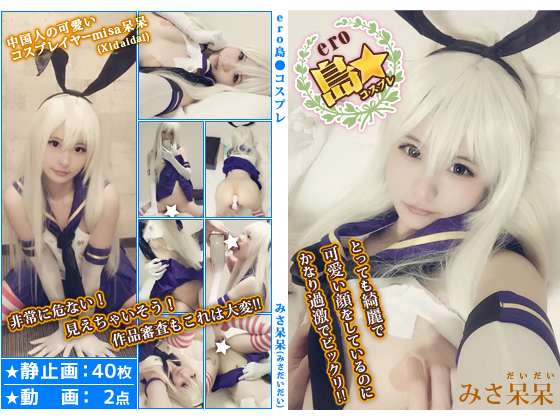 中国人の可愛い
コスプレイヤーmisa呆呆
(Xidaidai)
非常に危ない！
見えちゃいそう！
作品審査もこれは大変!!
★静止画：40枚
★動　画：　2点
ero島●コスプレ
みさ呆呆(みさだいだい)
ero
島★
コスプレ
とっても綺麗で
可愛い顔をしているのに
かなり過激でビックリ!!
だいだい
みさ呆呆